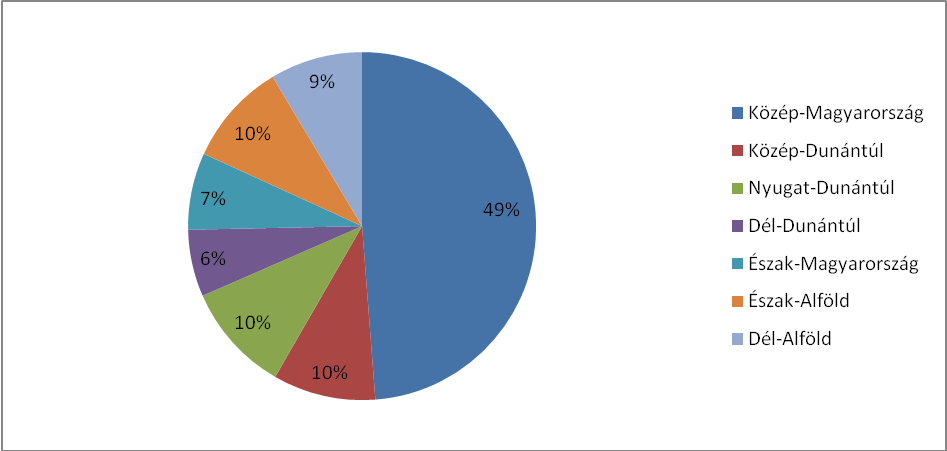 9%
10%
7%
6%
10%
10%
49%
Közép-Magyarország
Közép-Dunántúl
Nyugat-Dunántúl
Dél-Dunántúl
Észak-Magyarország
Észak-Alföld
Dél-Alföld